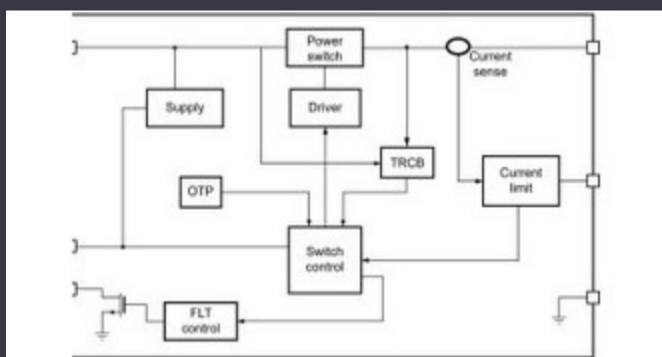 Power
switch
Current
sense
Supply
Driver
TRCB
Current
limit
OTP
Switch
control
FLT
control